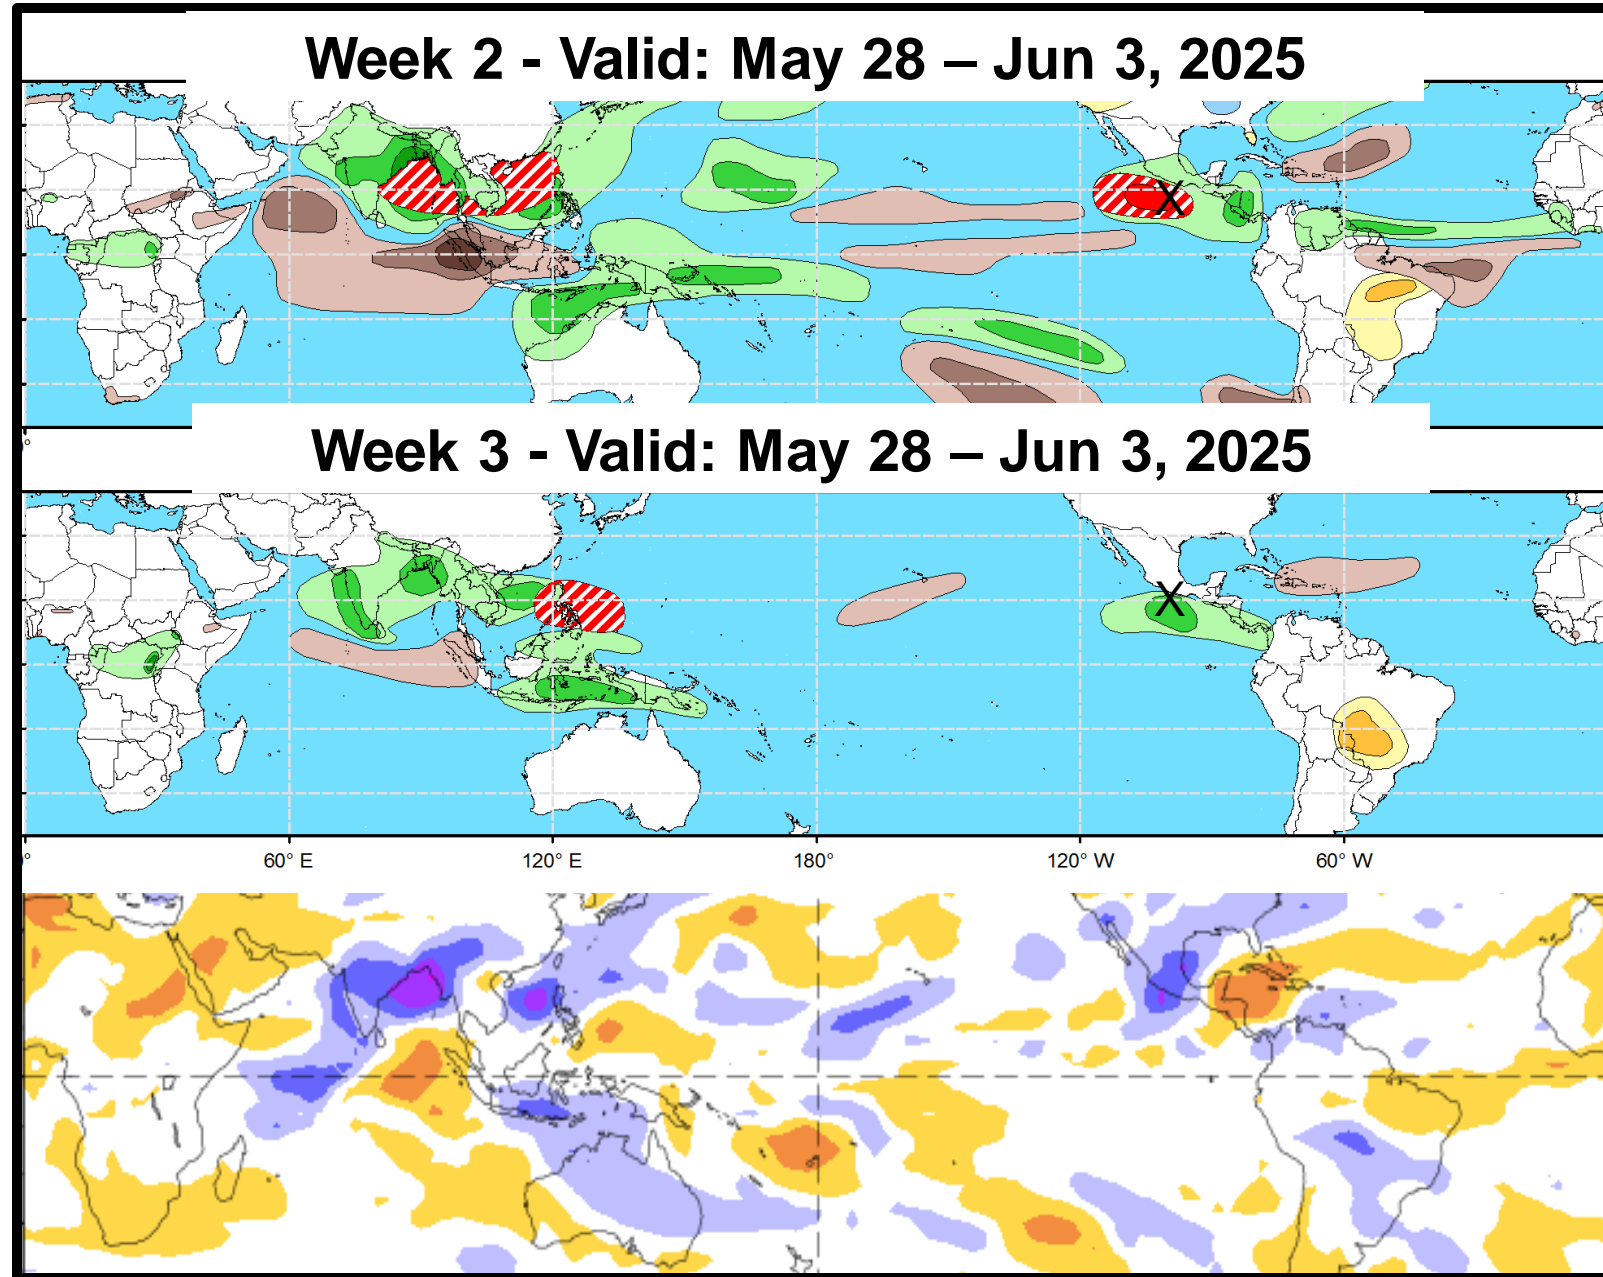 Week 2 - Valid: May 28 – Jun 3, 2025
X
°
Week 3 - Valid: May 28 – Jun 3, 2025
X
° 60° E 120° E 180° 120° W 60° W